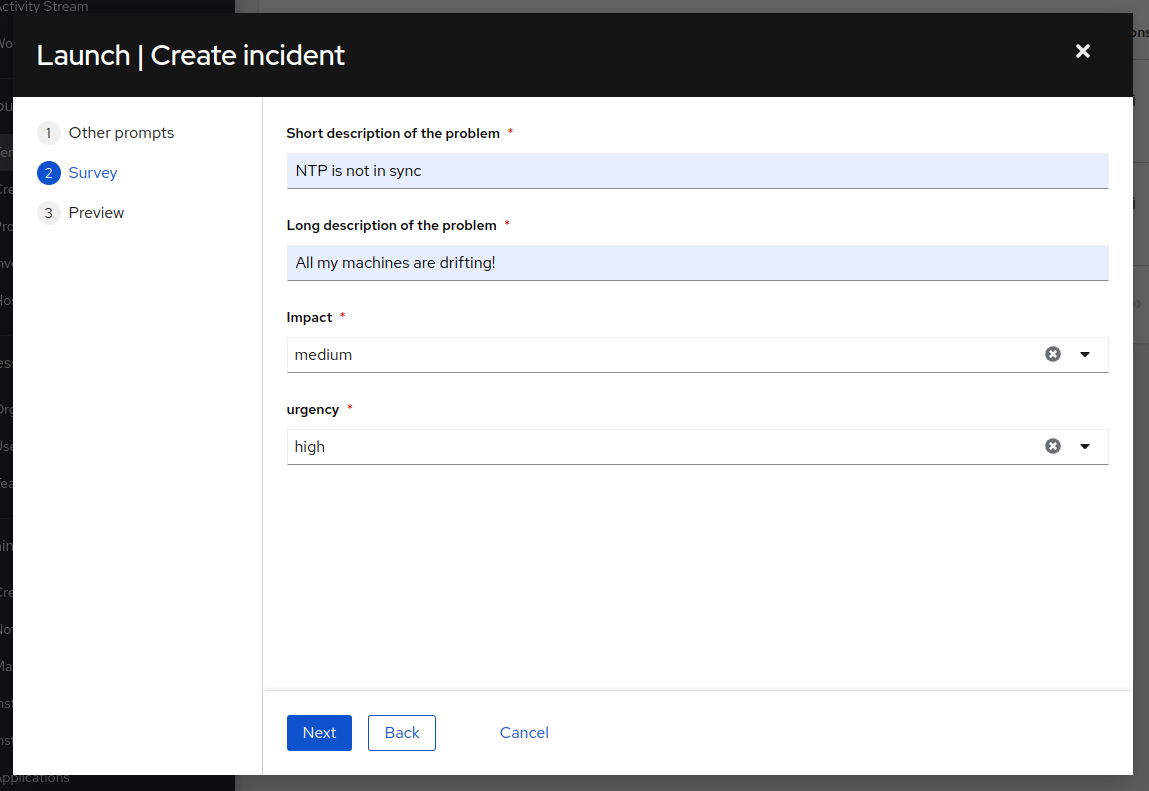 Activity Stream
Launch | Create incident
1 Other prompts
2 Survey
3 Preview
Short description of the problem *
NTP is not in sync
Long description of the problem *
All my machines are drifting!
Impact *
medium
urgency *
high
Next
Back
Cancel
Applications